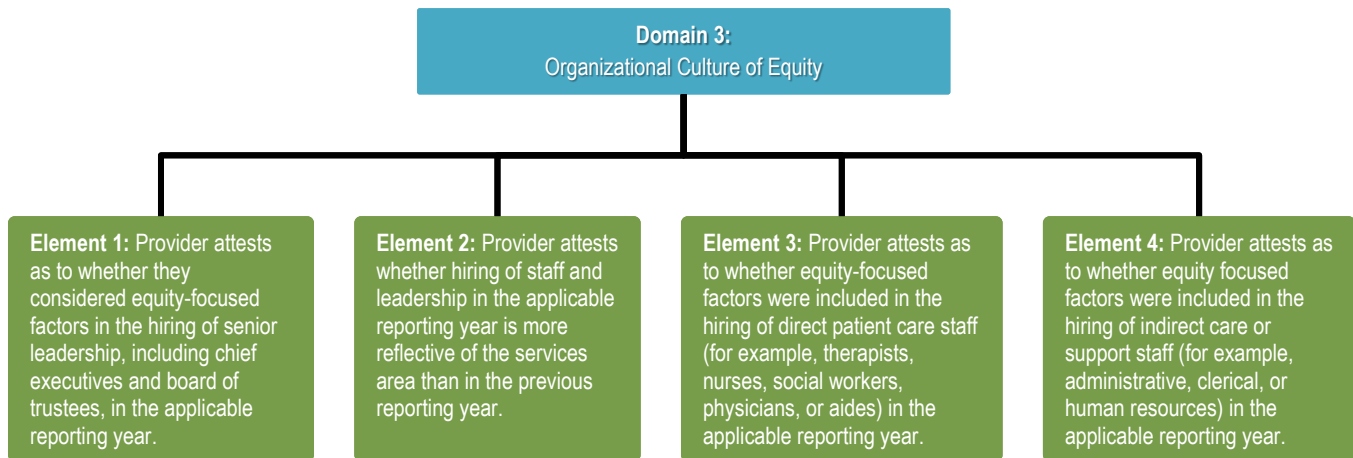 Domain 3:
Organizational Culture of Equity
Element 1: Provider attests
as to whether they
considered equity-focused
factors in the hiring of senior
leadership, including chief
executives and board of
trustees, in the applicable
reporting year.
Element 2: Provider attests
whether hiring of staff and
leadership in the applicable
reporting year is more
reflective of the services
area than in the previous
reporting year.
Element 3: Provider attests as
to whether equity-focused
factors were included in the
hiring of direct patient care staff
(for example, therapists,
nurses, social workers,
physicians, or aides) in the
applicable reporting year.
Element 4: Provider attests as
to whether equity focused
factors were included in the
hiring of indirect care or
support staff (for example,
administrative, clerical, or
human resources) in the
applicable reporting year.